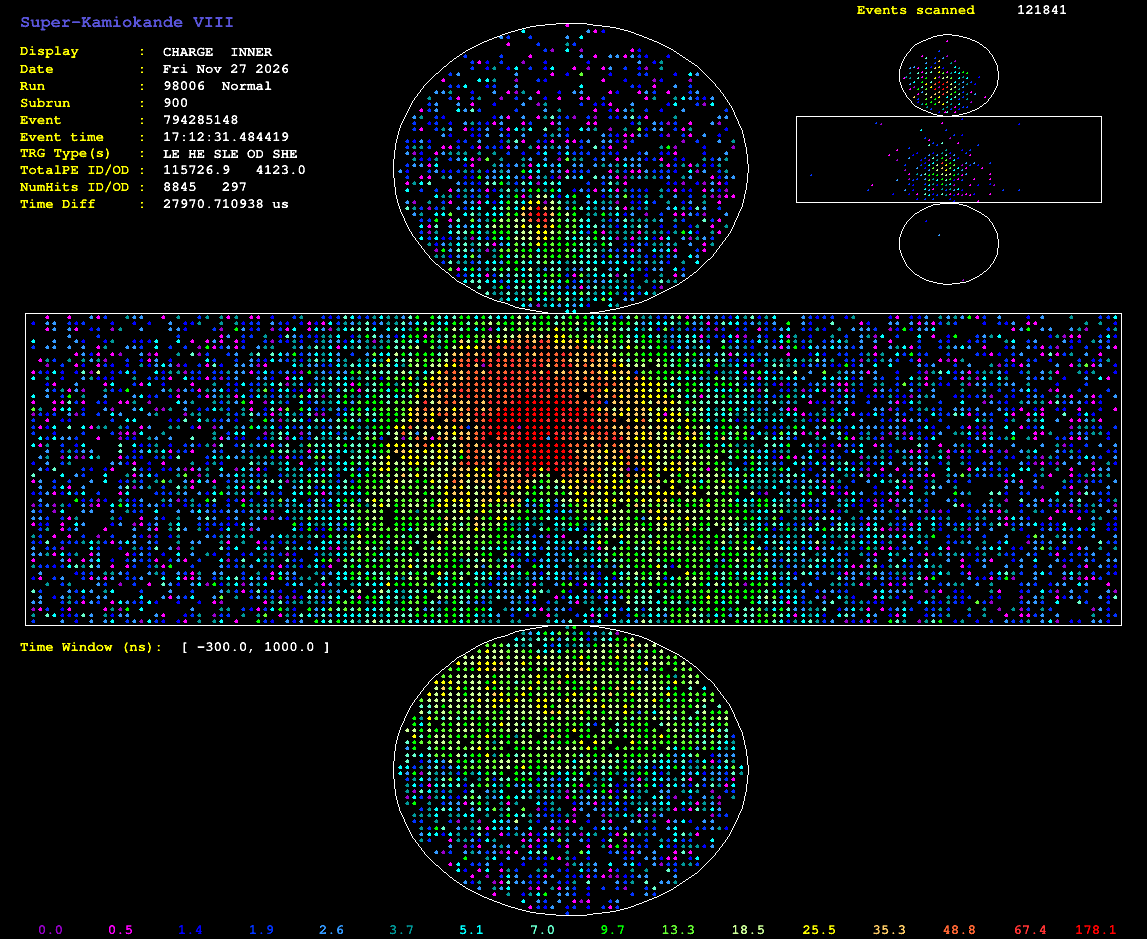 Super-Kamiokande VIII
Events scanned 121841
Display : CHARGE INNER
Date : Fri Nov 27 2026
Run : 98006 Normal
Subrun : 900
Event : 794285148
Event time : 17:12:31.484419
TRG Type(s) : LE HE SLE OD SHE
TotalPE ID/OD : 115726.9 4123.0
NumHits ID/OD : 8845 297
Time Diff : 27970.710938 us
Time Window (ns): [ -300.0, 1000.0 ]
0.0 0.5 1.4 1.9 2.6 3.7 5.1 7.0 9.7 13.3 18.5 25.5 35.3 48.8 67.4 178.1